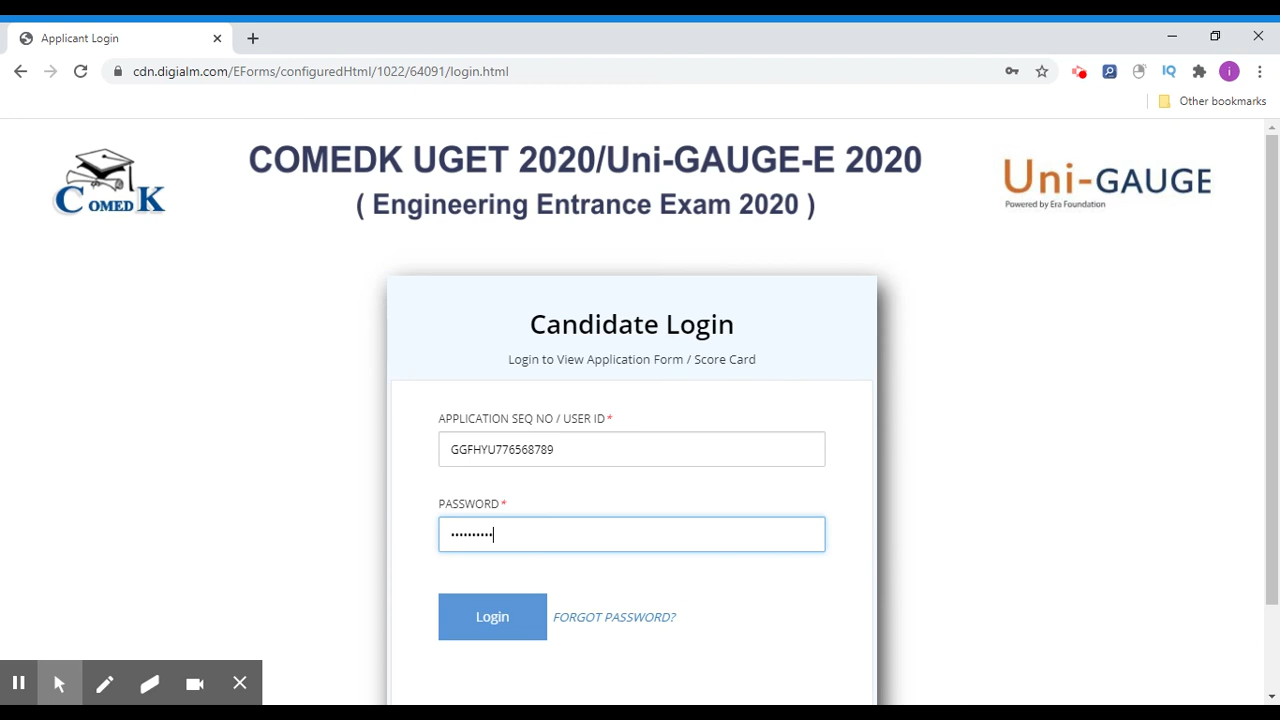 Applicant Login
cdn.digialm.com/EForms/configuredHtml/1022/64091/login.html
IQ
i
Other bookmarks
COMEDK
COMEDK UGET 2020/Uni-GAUGE-E 2020
( Engineering Entrance Exam 2020 )
Uni-GAUGE
Powered by Era Foundation
Candidate Login
Login to View Application Form / Score Card
APPLICATION SEQ NO / USER ID*
GGFHYU776568789
PASSWORD*
••••••••••
Login FORGOT PASSWORD?